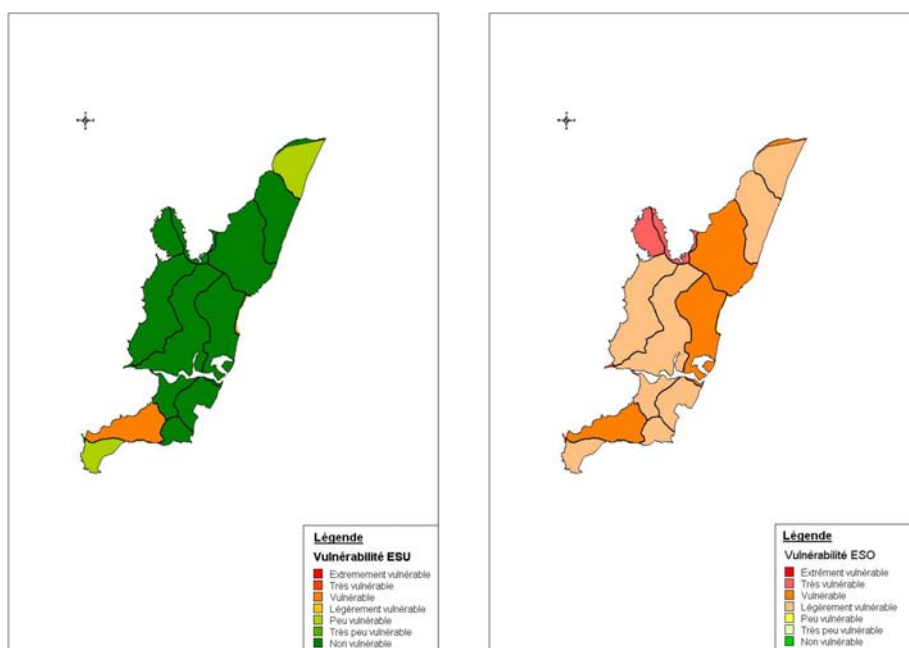 Légende
Vulnérabilité ESU
Extremement vulnérable
Très vulnérable
Vulnérable
Légèrement vulnérable
Peu vulnérable
Très peu vulnérable
Non vulnérable
Légende
Vulnérabilité ESO
Extrèment vulnérable
Très vulnérable
Vulnérable
Légèrement vulnérable
Peu vulnérable
Très peu vulnérable
Non vulnérable